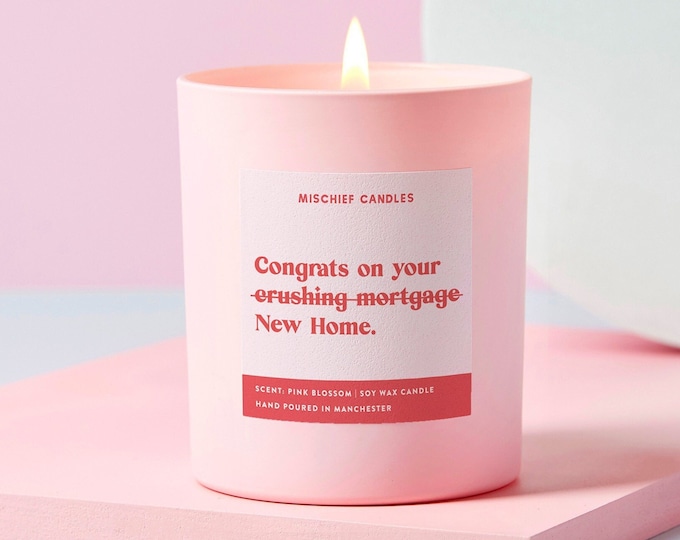 MISCHIEF CANDLES
Congrats on your
crushing mortgage
New Home.
SCENT: PINK BLOSSOM | SOY WAX CANDLE
HAND POURED IN MANCHESTER